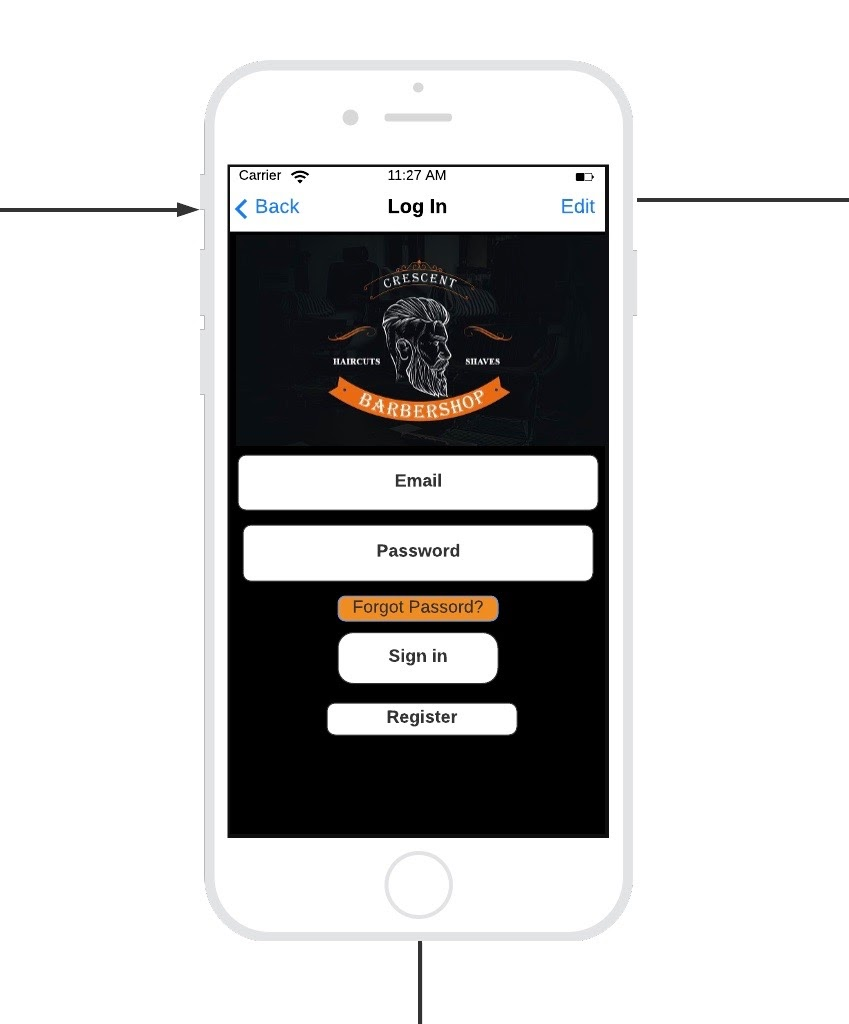 Carrier 11:27 AM
Back Log In Edit
CRESCENT
HAIRCUTS SHAVES
BARBERSHOP
Email
Password
Forgot Passord?
Sign in
Register